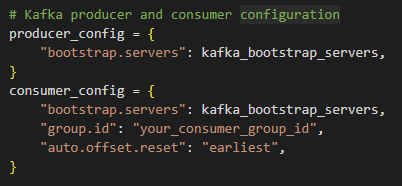 # Kafka producer and consumer configuration
producer_config = {
    "bootstrap.servers": kafka_bootstrap_servers,
}
consumer_config = {
    "bootstrap.servers": kafka_bootstrap_servers,
    "group.id": "your_consumer_group_id",
    "auto.offset.reset": "earliest",
}